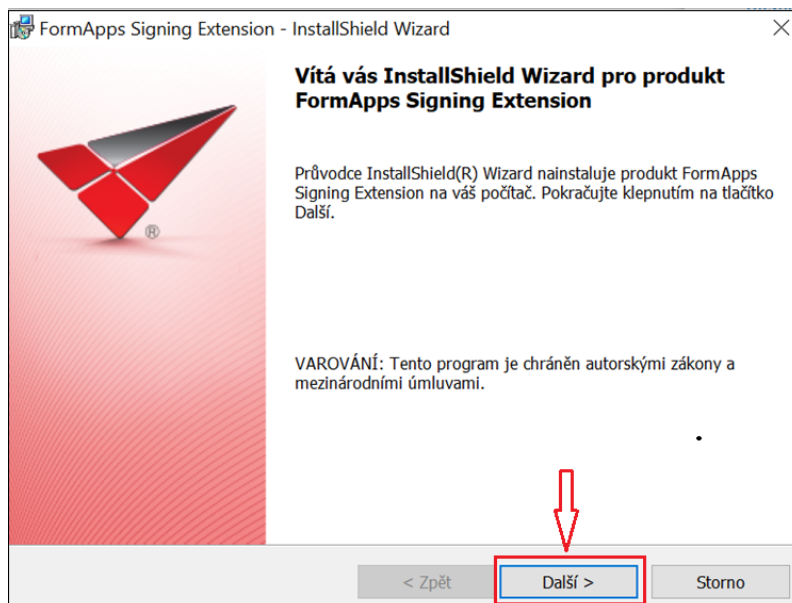 FormApps Signing Extension - InstallShield Wizard
Vítá vás InstallShield Wizard pro produkt
FormApps Signing Extension
Průvodce InstallShield(R) Wizard nainstaluje produkt FormApps
Signing Extension na váš počítač. Pokračujte klepnutím na tlačítko
Další.
®
VAROVÁNÍ: Tento program je chráněn autorskými zákony a
mezinárodními úmluvami.
< Zpět
Další >
Storno